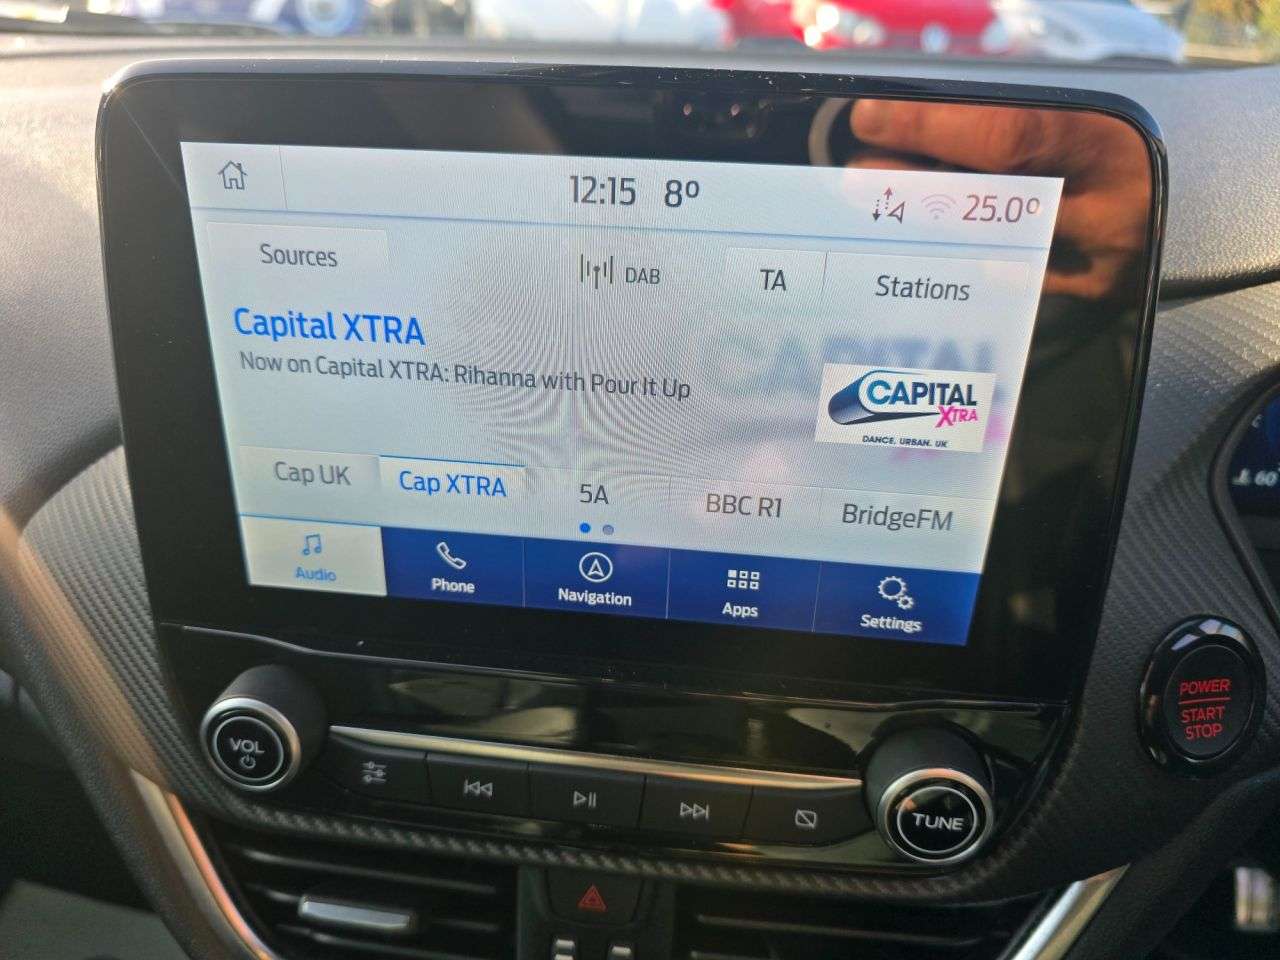 12:15 8º 25.0º
Sources DAB TA Stations
Capital XTRA
Now on Capital XTRA: Rihanna with Pour It Up
CAPITAL
XTRA
DANCE. URBAN. UK
Cap UK Cap XTRA 5A BBC R1 BridgeFM
Audio Phone Navigation Apps Settings
VOL
TUNE
POWER
START
STOP
60